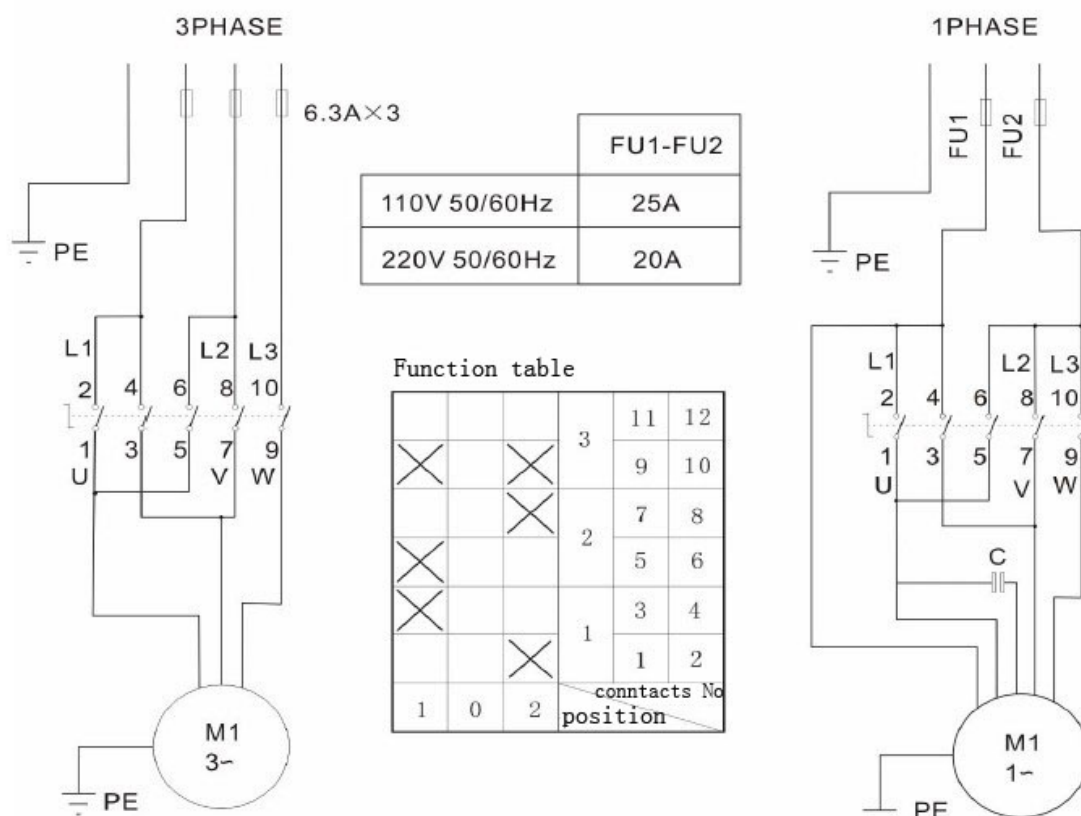 3PHASE
6.3A×3
PE
L1 L2 L3
2 4 6 8 10
1 3 5 7 9
U V W
M1
3~
PE
FU1-FU2
110V 50/60Hz 25A
220V 50/60Hz 20A
Function table
3 11 12
9 10
2 7 8
5 6
1 3 4
1 2
conntacts No
1 0 2 position
1PHASE
FU1 FU2
PE
L1 L2 L3
2 4 6 8 10
1 3 5 7 9
U V W
C
M1
1~
PE